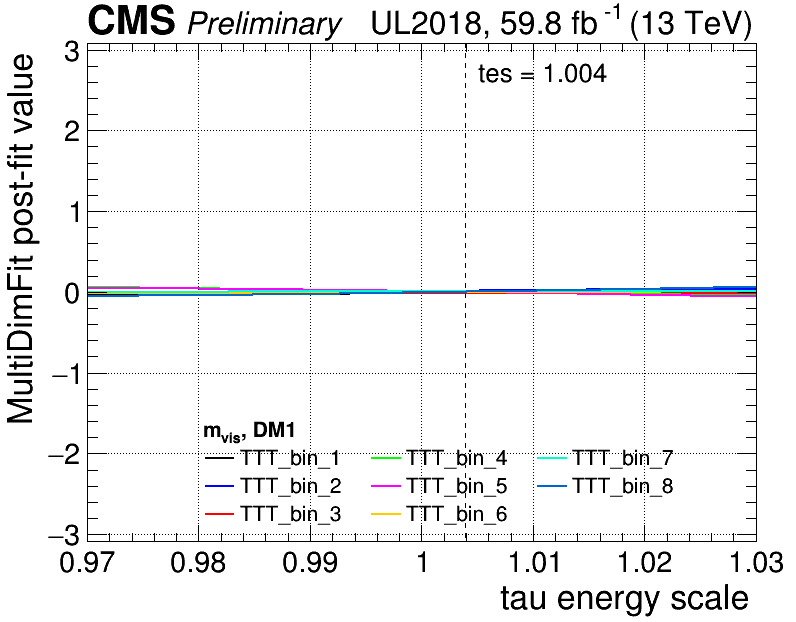 CMS Preliminary UL2018, 59.8 fb⁻¹ (13 TeV)
MultiDimFit post-fit value
3
2
1
0
−1
−2
−3
tes = 1.004
m_vis, DM1
TTT_bin_1 TTT_bin_4 TTT_bin_7
TTT_bin_2 TTT_bin_5 TTT_bin_8
TTT_bin_3 TTT_bin_6
0.97 0.98 0.99 1 1.01 1.02 1.03
tau energy scale